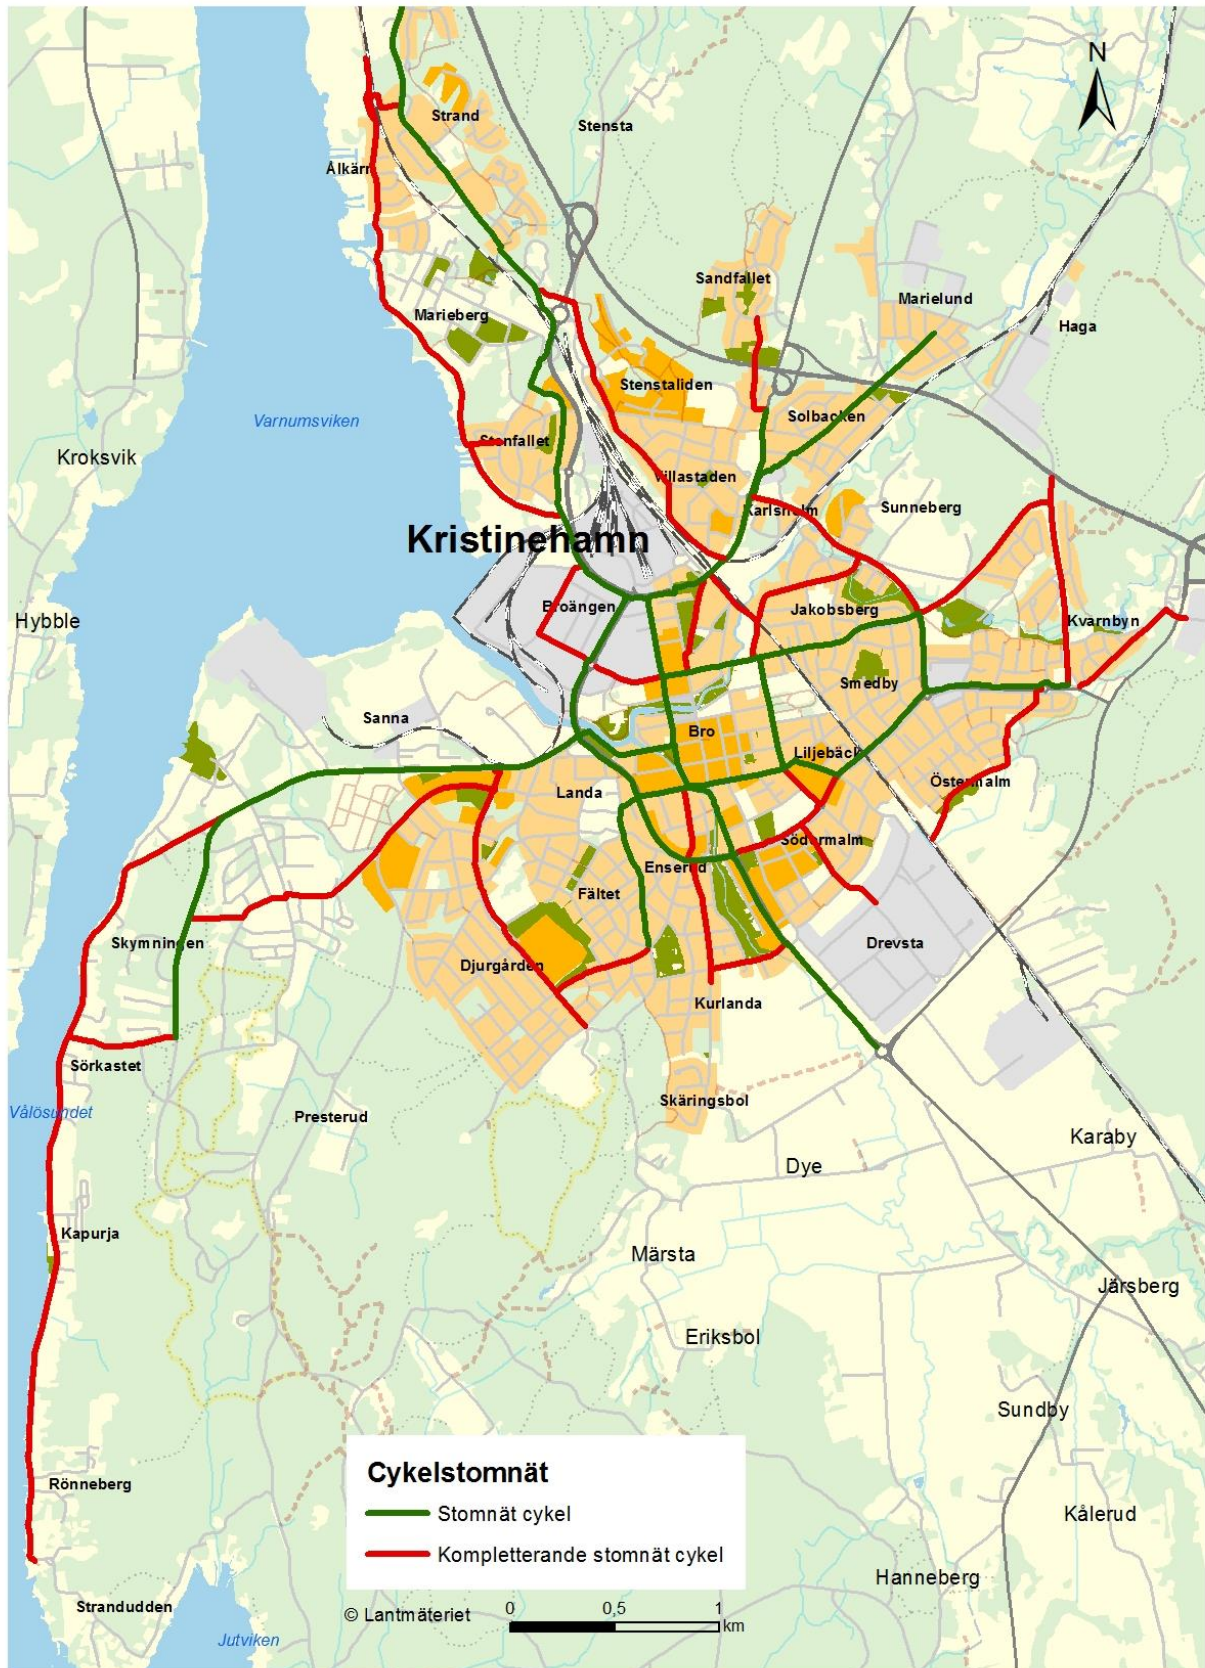 N
Strand
Stensta
Ålkärr
Sandfallet
Marielund
Marieberg
Haga
Stenstaliden
Solbacken
Varnumsviken
Stenfallet
Kroksvik
Villastaden
Karlsholm
Sunneberg
Kristinehamn
Broängen
Jakobsberg
Hybble
Kvarnbyn
Smedby
Sanna
Bro
Liljebäck
Östermalm
Landa
Södermalm
Enserud
Fältet
Skymningen
Drevsta
Djurgården
Kurlanda
Sörkastet
Skäringsbol
Vålösundet
Presterud
Karaby
Dye
Kapurja
Märsta
Järsberg
Eriksbol
Sundby
Cykelstomnät
Rönneberg
Stomnät cykel
Kålerud
Kompletterande stomnät cykel
Hanneberg
Strandudden
© Lantmäteriet
0 0,5 1
km
Jutviken